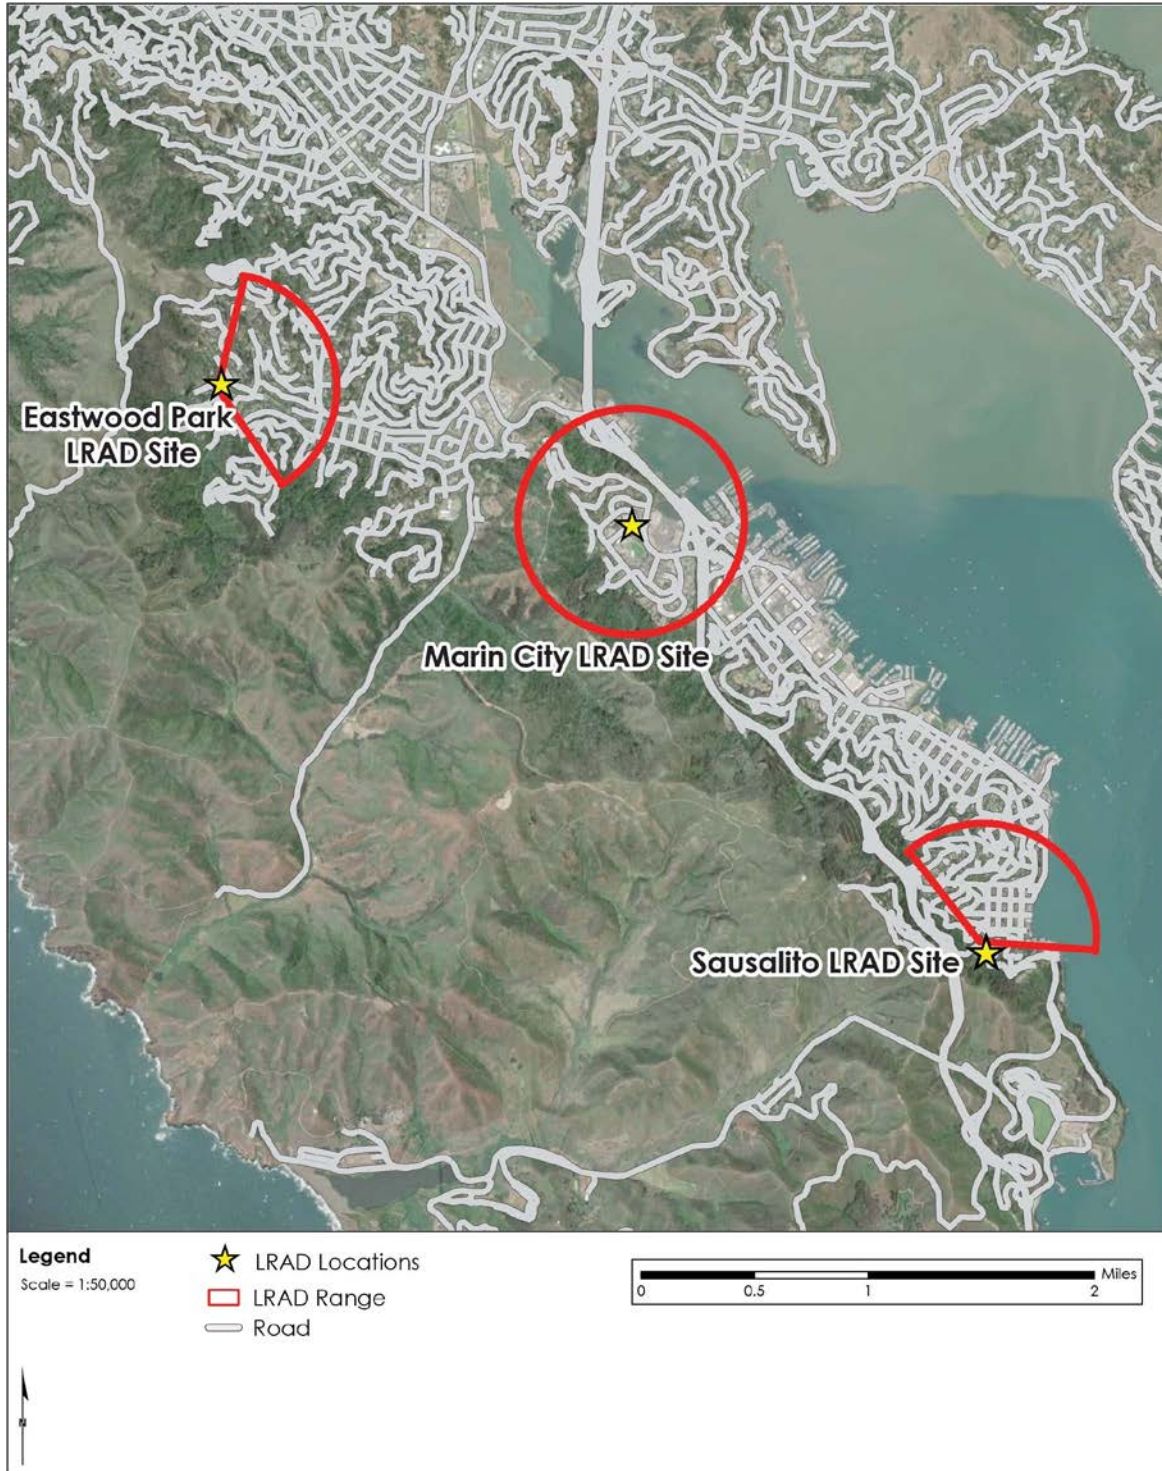 Eastwood Park
LRAD Site
Marin City LRAD Site
Sausalito LRAD Site
Legend
Scale = 1:50,000
LRAD Locations
LRAD Range
Road
Miles
0 0.5 1 2
N